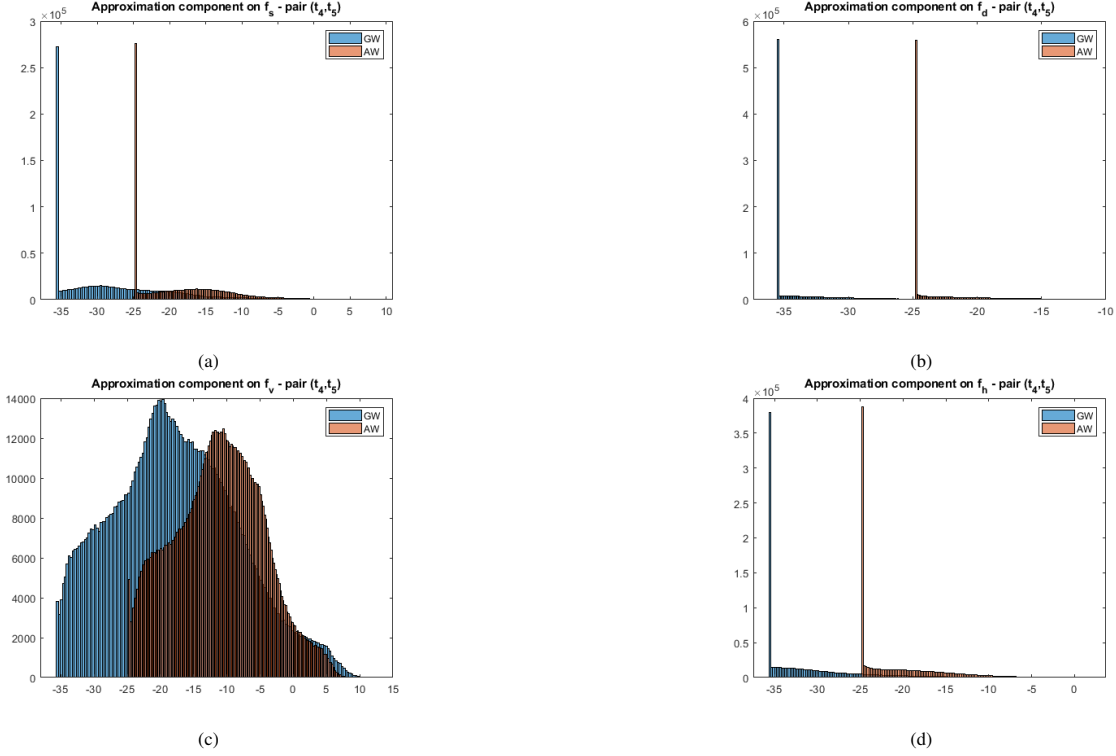 Approximation component on f_s - pair (t_4,t_5)
3 ×10^5
2.5
2
1.5
1
0.5
0
-35 -30 -25 -20 -15 -10 -5 0 5 10
GW
AW
(a)
Approximation component on f_d - pair (t_4,t_5)
6 ×10^5
5
4
3
2
1
0
-35 -30 -25 -20 -15 -10
GW
AW
(b)
Approximation component on f_v - pair (t_4,t_5)
14000
12000
10000
8000
6000
4000
2000
0
-35 -30 -25 -20 -15 -10 -5 0 5 10 15
GW
AW
(c)
Approximation component on f_h - pair (t_4,t_5)
4 ×10^5
3.5
3
2.5
2
1.5
1
0.5
0
-35 -30 -25 -20 -15 -10 -5 0
GW
AW
(d)